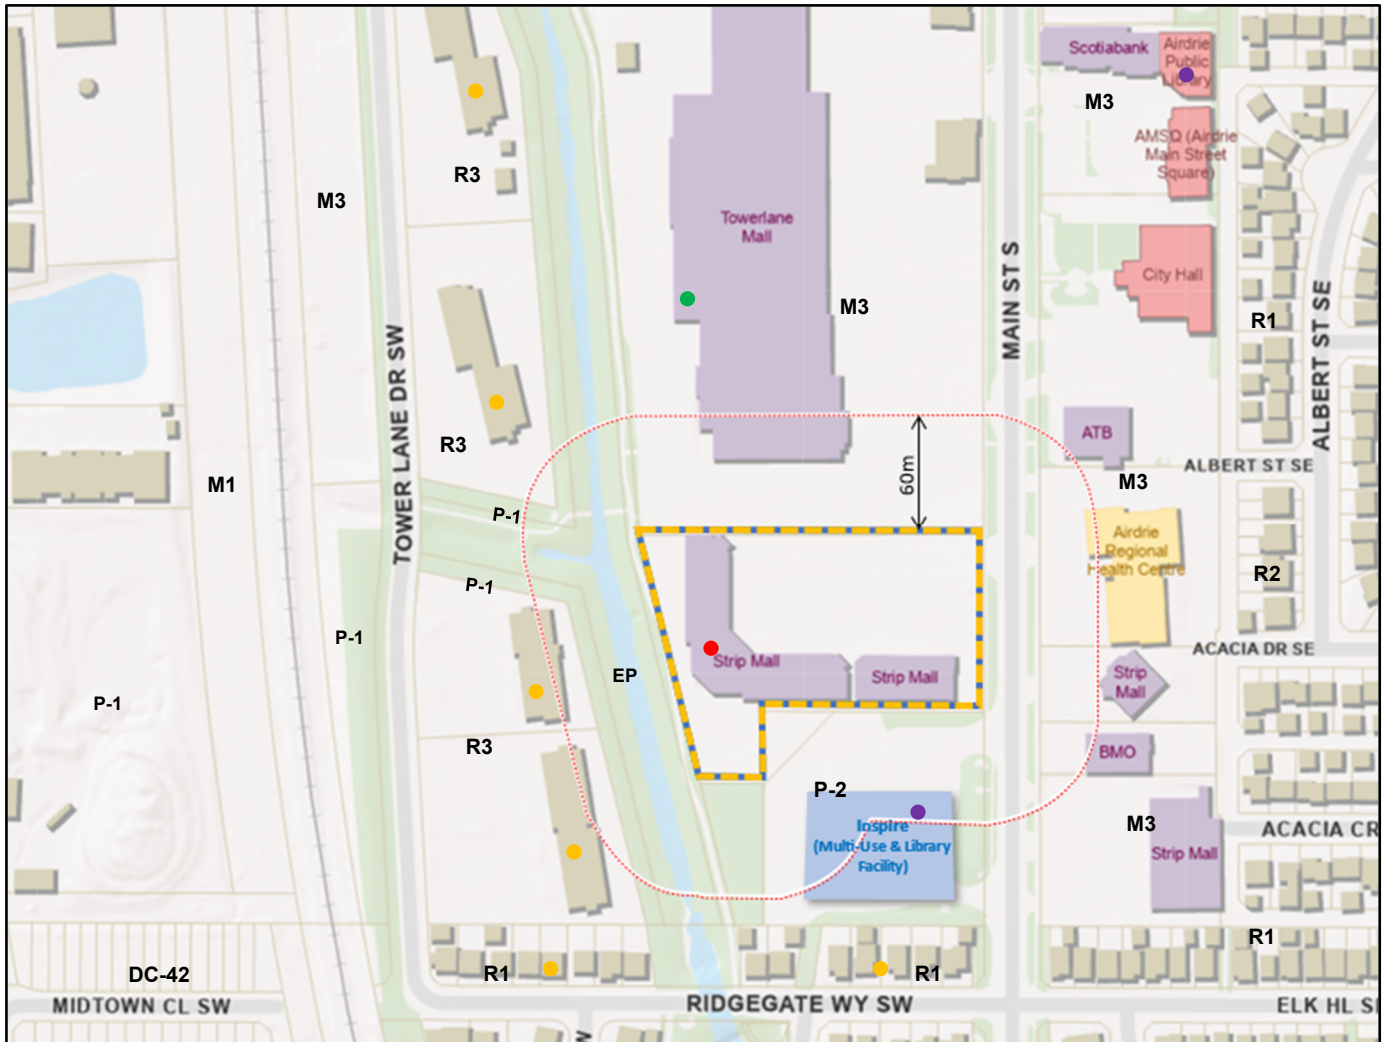 Scotiabank
Airdrie
Public
Library
M3
AMSQ (Airdrie
Main Street
Square)
R3
M3
Towerlane
Mall
City Hall
M3
MAIN ST S
R1
ALBERT ST SE
TOWER LANE DR SW
R3
ATB
ALBERT ST SE
M3
M1
60m
P-1
Airdrie
Regional
Health Centre
R2
P-1
P-1
ACACIA DR SE
Strip Mall
Strip Mall
EP
Strip
Mall
P-1
R3
BMO
P-2
Inspire
(Multi-Use & Library
Facility)
M3
ACACIA CR
Strip Mall
R1
DC-42
R1
R1
MIDTOWN CL SW
RIDGEGATE WY SW
ELK HL S
W